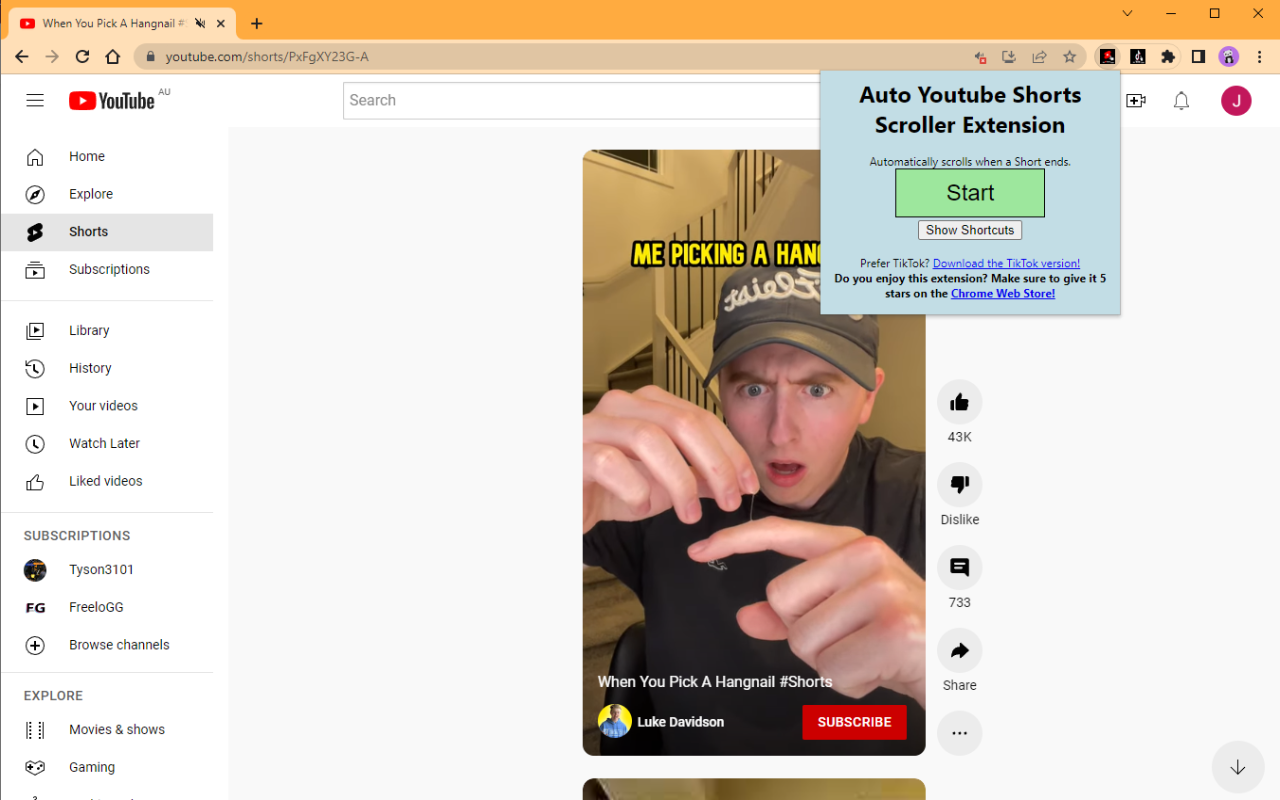 When You Pick A Hangnail #
youtube.com/shorts/PxFgXY23G-A
YouTube AU
Search
J
Home
Explore
Shorts
Subscriptions
Library
History
Your videos
Watch Later
Liked videos
SUBSCRIPTIONS
Tyson3101
FG FreeloGG
Browse channels
EXPLORE
Movies & shows
Gaming
Auto Youtube Shorts
Scroller Extension
Automatically scrolls when a Short ends.
Start
Show Shortcuts
Prefer TikTok? Download the TikTok version!
Do you enjoy this extension? Make sure to give it 5
stars on the Chrome Web Store!
ME PICKING A
When You Pick A Hangnail #Shorts
Luke Davidson
SUBSCRIBE
43K
Dislike
733
Share